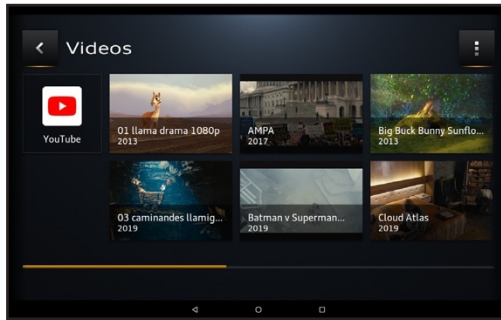 Videos
YouTube
01 llama drama 1080p
2013
AMPA
2017
Big Buck Bunny Sunflo...
2013
03 caminandes llamig...
2019
Batman v Superman...
2019
Cloud Atlas
2019